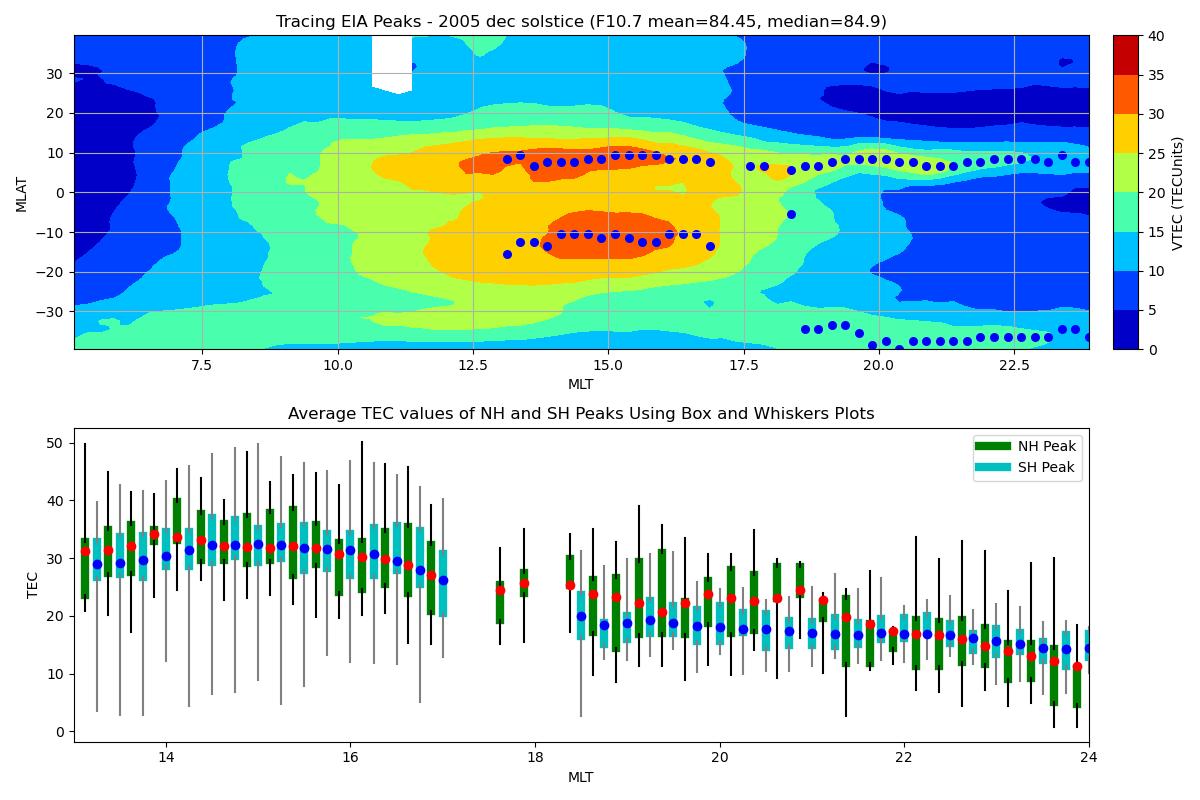 Tracing EIA Peaks - 2005 dec solstice (F10.7 mean=84.45, median=84.9)
MLAT
30
20
10
0
−10
−20
−30
7.5 10.0 12.5 15.0 17.5 20.0 22.5
MLT
40
35
30
25
20
15
10
5
0
VTEC (TECUnits)
Average TEC values of NH and SH Peaks Using Box and Whiskers Plots
TEC
50
40
30
20
10
0
NH Peak
SH Peak
14 16 18 20 22 24
MLT